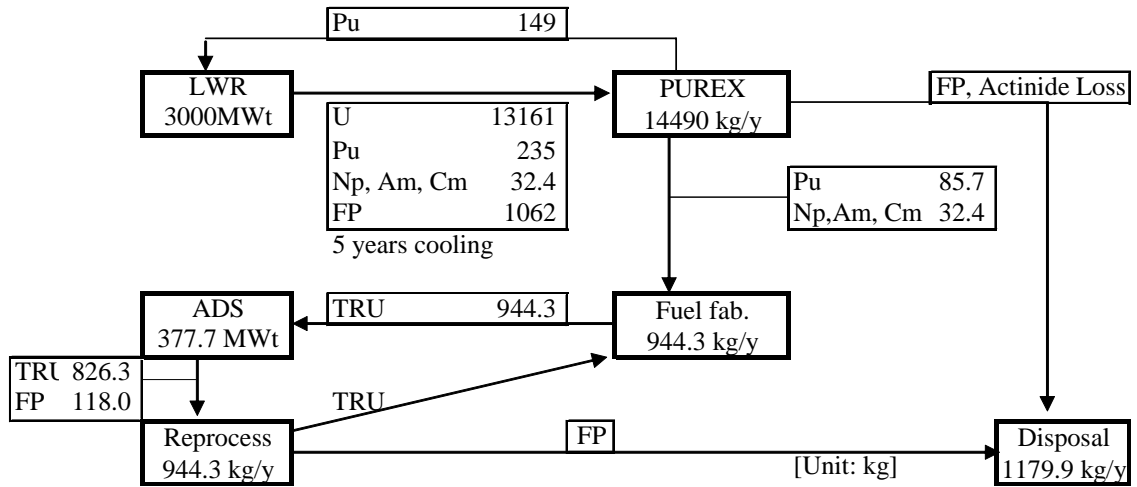 Pu 149
LWR
3000MWt
PUREX
14490 kg/y
FP, Actinide Loss
U 13161
Pu 235
Np, Am, Cm 32.4
FP 1062
5 years cooling
Pu 85.7
Np,Am, Cm 32.4
ADS
377.7 MWt
TRU 944.3
Fuel fab.
944.3 kg/y
TRU 826.3
FP 118.0
TRU
Reprocess
944.3 kg/y
FP
[Unit: kg]
Disposal
1179.9 kg/y